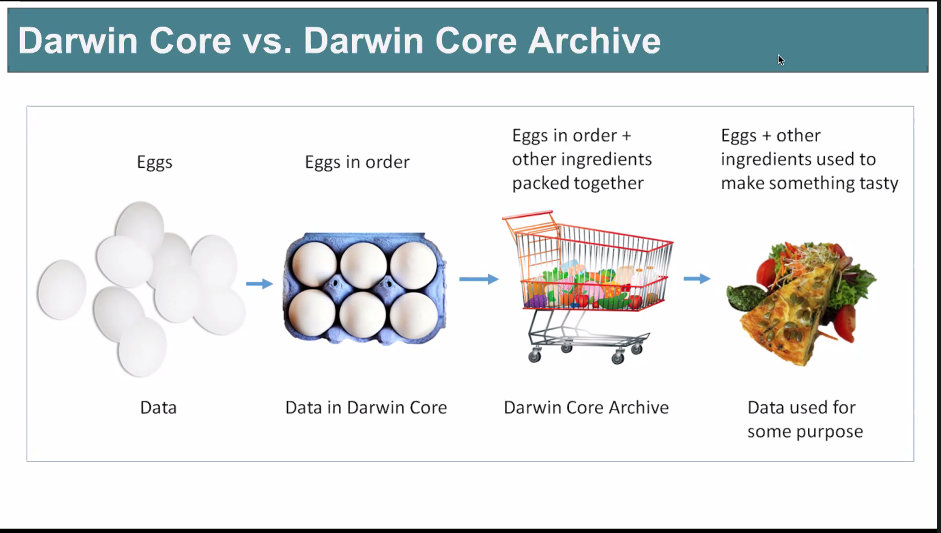 Darwin Core vs. Darwin Core Archive
Eggs
Eggs in order
Eggs in order +
other ingredients
packed together
Eggs + other
ingredients used to
make something tasty
Data
Data in Darwin Core
Darwin Core Archive
Data used for
some purpose